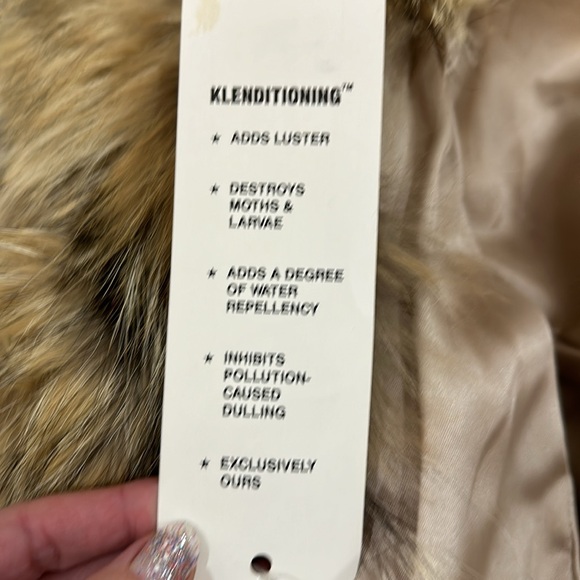 KLENDITIONING™
★ ADDS LUSTER
★ DESTROYS
MOTHS &
LARVAE
★ ADDS A DEGREE
OF WATER
REPELLENCY
★ INHIBITS
POLLUTION-
CAUSED
DULLING
★ EXCLUSIVELY
OURS